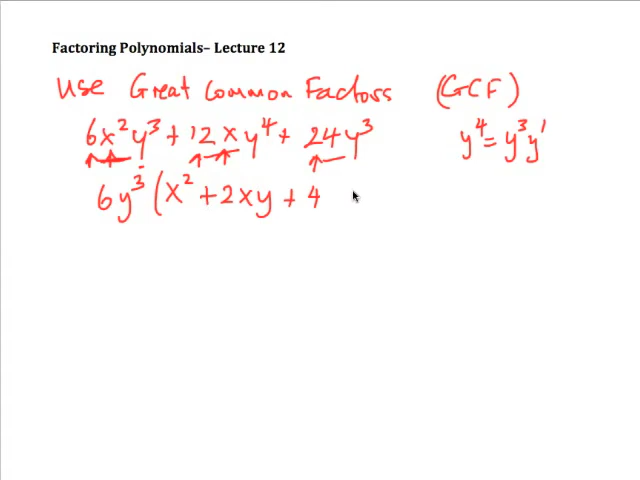 Factoring Polynomials– Lecture 12
Use Great Common Factors (GCF)
6x²y³ + 12xy⁴ + 24y³ y⁴ = y³y¹
6y³(x² + 2xy + 4